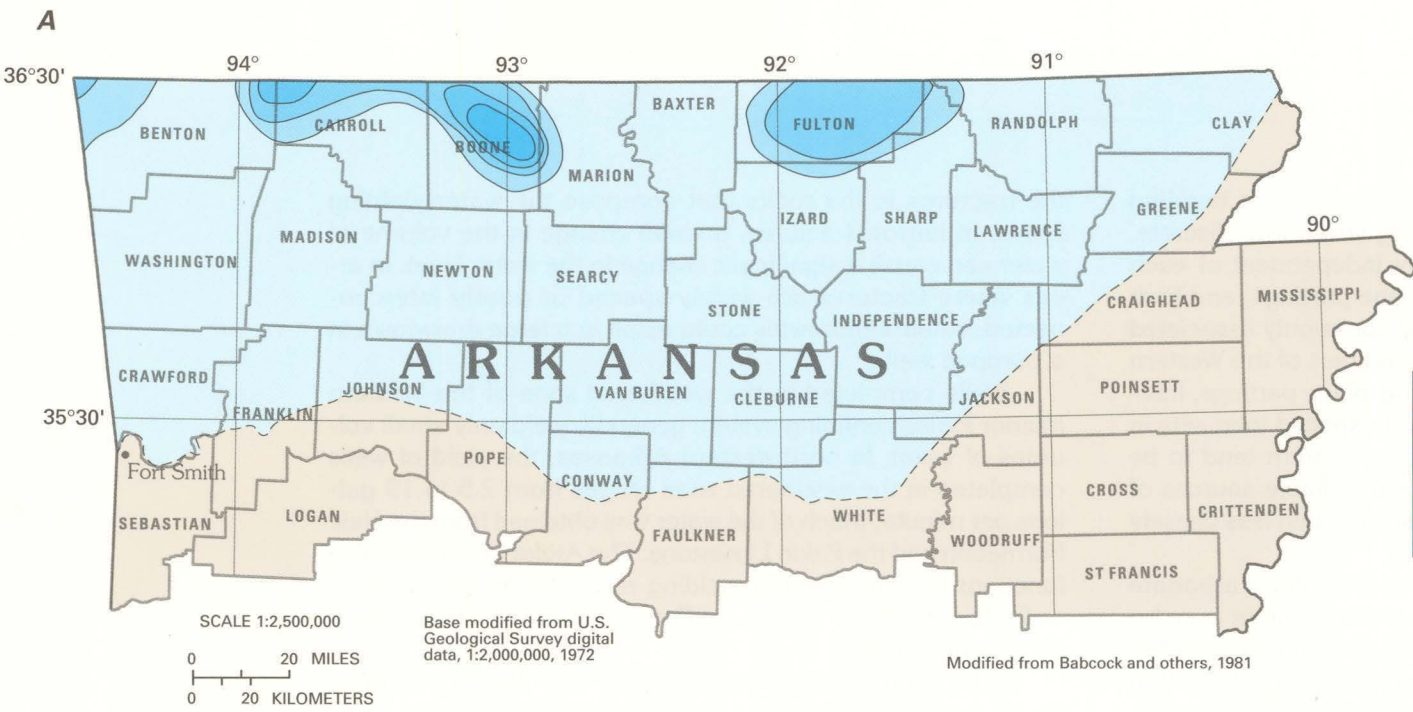 A
36°30'
94°
93°
92°
91°
BENTON
CARROLL
BOONE
BAXTER
FULTON
RANDOLPH
CLAY
MARION
IZARD
SHARP
LAWRENCE
GREENE
90°
WASHINGTON
MADISON
NEWTON
SEARCY
STONE
INDEPENDENCE
CRAIGHEAD
MISSISSIPPI
ARKANSAS
CRAWFORD
JOHNSON
VAN BUREN
CLEBURNE
JACKSON
POINSETT
35°30'
FRANKLIN
Fort Smith
POPE
CONWAY
CROSS
CRITTENDEN
SEBASTIAN
LOGAN
FAULKNER
WHITE
WOODRUFF
ST FRANCIS
SCALE 1:2,500,000
0 20 MILES
0 20 KILOMETERS
Base modified from U.S.
Geological Survey digital
data, 1:2,000,000, 1972
Modified from Babcock and others, 1981